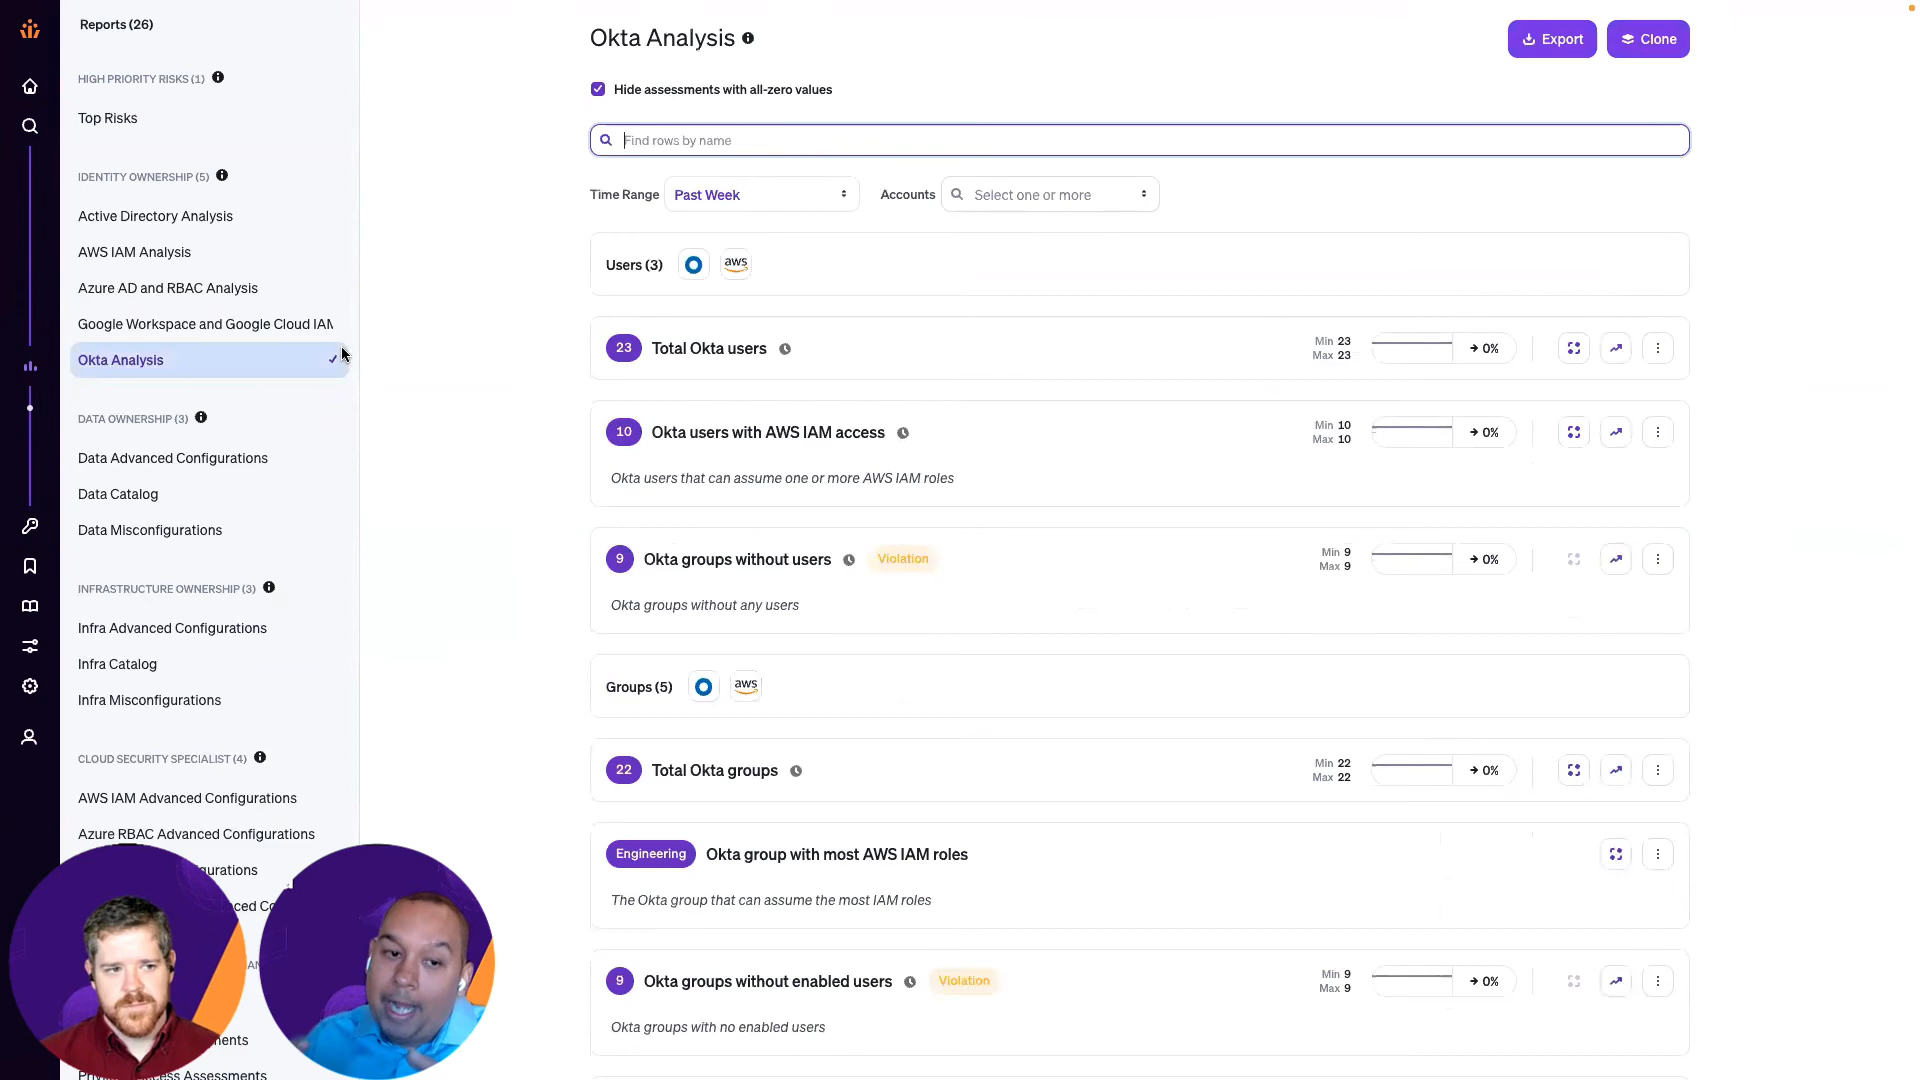 Reports (26)
HIGH PRIORITY RISKS (1)
Top Risks
IDENTITY OWNERSHIP (5)
Active Directory Analysis
AWS IAM Analysis
Azure AD and RBAC Analysis
Google Workspace and Google Cloud IAM
Okta Analysis
DATA OWNERSHIP (3)
Data Advanced Configurations
Data Catalog
Data Misconfigurations
INFRASTRUCTURE OWNERSHIP (3)
Infra Advanced Configurations
Infra Catalog
Infra Misconfigurations
CLOUD SECURITY SPECIALIST (4)
AWS IAM Advanced Configurations
Azure RBAC Advanced Configurations
Okta Analysis
Export
Clone
Hide assessments with all-zero values
Find rows by name
Time Range
Past Week
Accounts
Select one or more
Users (3)
aws
23
Total Okta users
Min 23
Max 23
0%
10
Okta users with AWS IAM access
Min 10
Max 10
0%
Okta users that can assume one or more AWS IAM roles
9
Okta groups without users
Violation
Min 9
Max 9
0%
Okta groups without any users
Groups (5)
aws
22
Total Okta groups
Min 22
Max 22
0%
Engineering
Okta group with most AWS IAM roles
The Okta group that can assume the most IAM roles
9
Okta groups without enabled users
Violation
Min 9
Max 9
0%
Okta groups with no enabled users